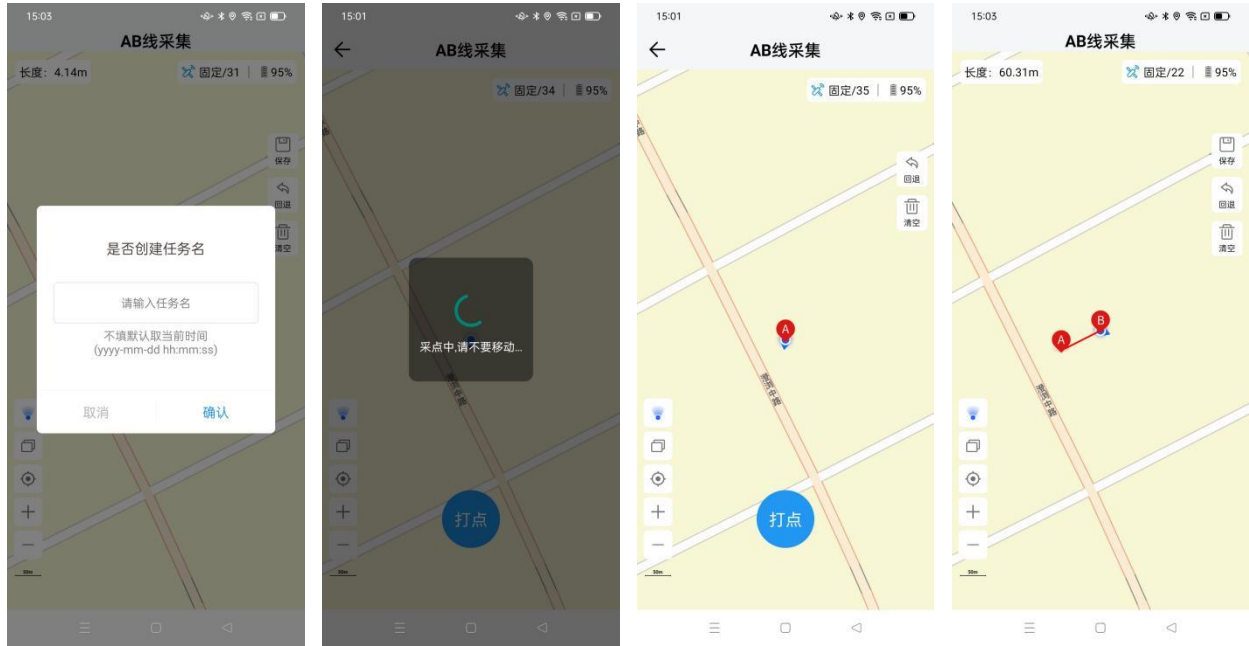 15:03
AB线采集
长度: 4.14m
固定/31
95%
保存
回退
清空
是否创建任务名
请输入任务名
不填默认取当前时间
(yyyy-mm-dd hh:mm:ss)
取消
确认
50m
15:01
AB线采集
固定/34
95%
采点中,请不要移动...
打点
50m
15:01
AB线采集
固定/35
95%
回退
清空
A
打点
50m
15:03
AB线采集
长度: 60.31m
固定/22
95%
保存
回退
清空
B
A
50m